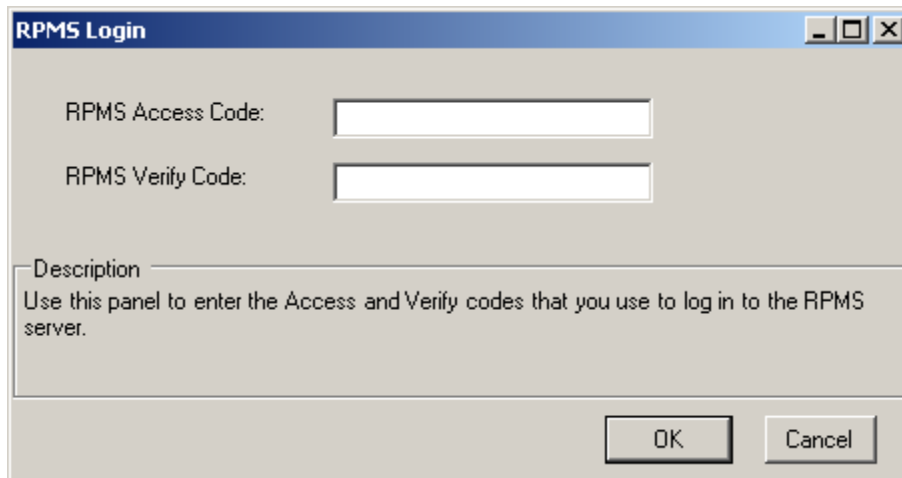 RPMS Login
RPMS Access Code:
RPMS Verify Code:
Description
Use this panel to enter the Access and Verify codes that you use to log in to the RPMS
server.
OK Cancel